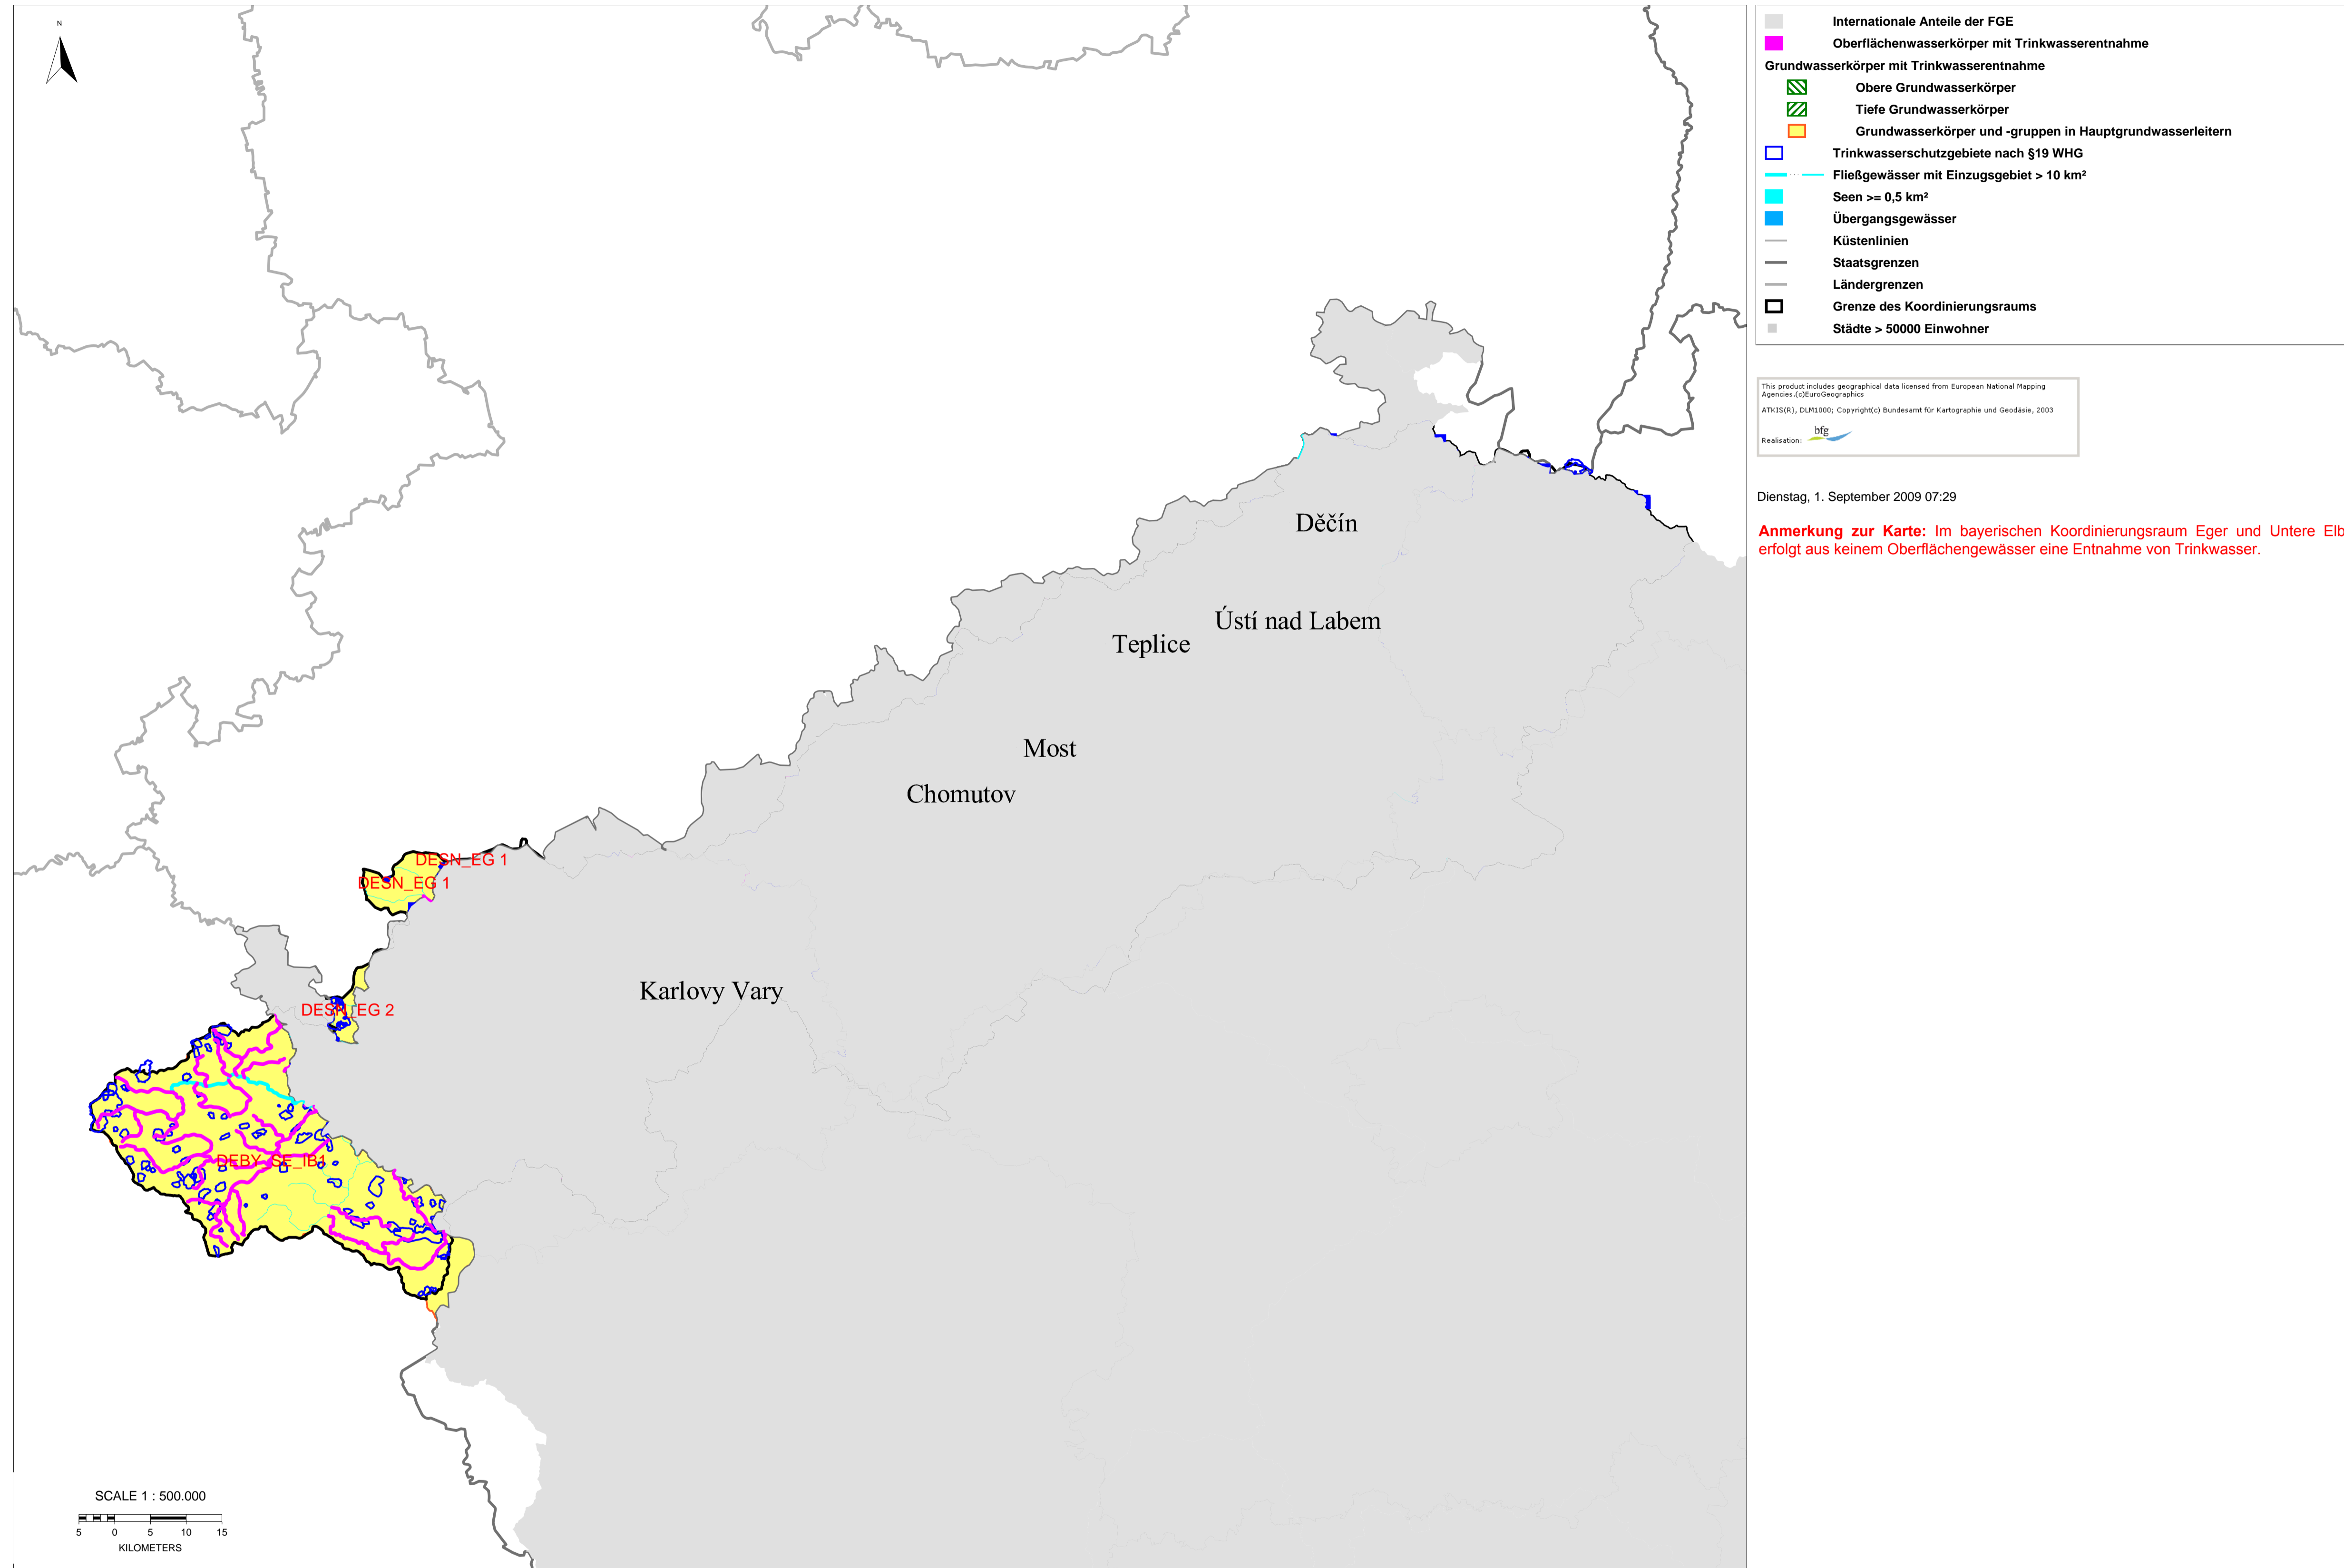 N
Internationale Anteile der FGE
Oberflächenwasserkörper mit Trinkwasserentnahme
Grundwasserkörper mit Trinkwasserentnahme
Obere Grundwasserkörper
Tiefe Grundwasserkörper
Grundwasserkörper und -gruppen in Hauptgrundwasserleitern
Trinkwasserschutzgebiete nach §19 WHG
Fließgewässer mit Einzugsgebiet > 10 km²
Seen >= 0,5 km²
Übergangsgewässer
Küstenlinien
Staatsgrenzen
Ländergrenzen
Grenze des Koordinierungsraums
Städte > 50000 Einwohner
This product includes geographical data licensed from European National Mapping
Agencies.(c)EuroGeographics
ATKIS(R), DLM1000; Copyright(c) Bundesamt für Kartographie und Geodäsie, 2003
Realisation: bfg
Dienstag, 1. September 2009 07:29
Anmerkung zur Karte: Im bayerischen Koordinierungsraum Eger und Untere Elb
erfolgt aus keinem Oberflächengewässer eine Entnahme von Trinkwasser.
Děčín
Ústí nad Labem
Teplice
Most
Chomutov
DESN_EG 1
DESN_EG 1
Karlovy Vary
DESN_EG 2
DEBY_SE_IB1
SCALE 1 : 500.000
5 0 5 10 15
KILOMETERS